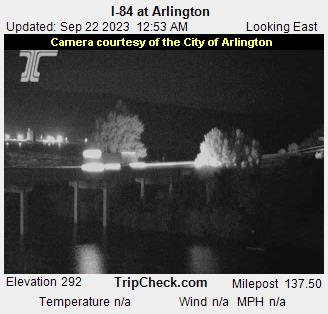 I-84 at Arlington
Updated: Sep 22 2023 12:53 AM Looking East
Camera courtesy of the City of Arlington
Elevation 292 TripCheck.com Milepost 137.50
Temperature n/a Wind n/a MPH n/a